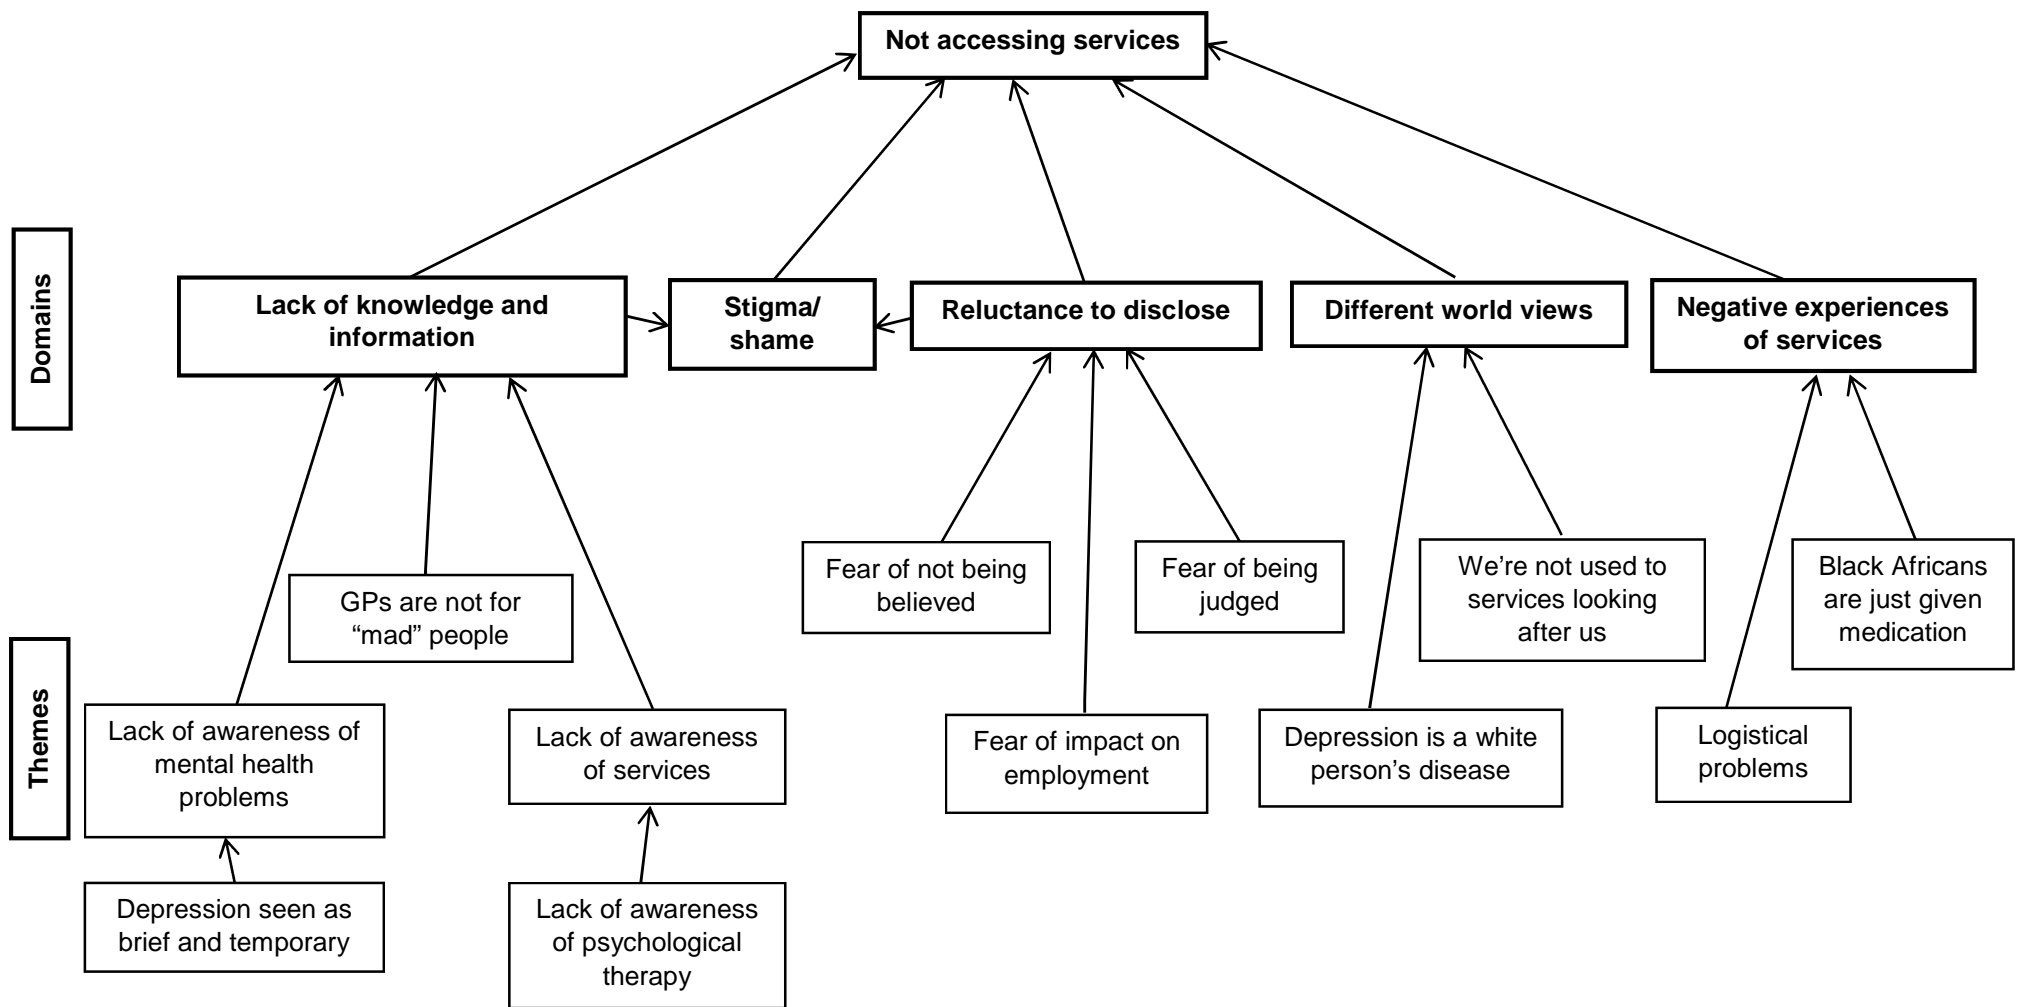 Not accessing services
Domains
Lack of knowledge and
information
Stigma/
shame
Reluctance to disclose
Different world views
Negative experiences
of services
Themes
GPs are not for
“mad” people
Fear of not being
believed
Fear of being
judged
We’re not used to
services looking
after us
Black Africans
are just given
medication
Lack of awareness of
mental health
problems
Lack of awareness
of services
Fear of impact on
employment
Depression is a white
person’s disease
Logistical
problems
Depression seen as
brief and temporary
Lack of awareness
of psychological
therapy